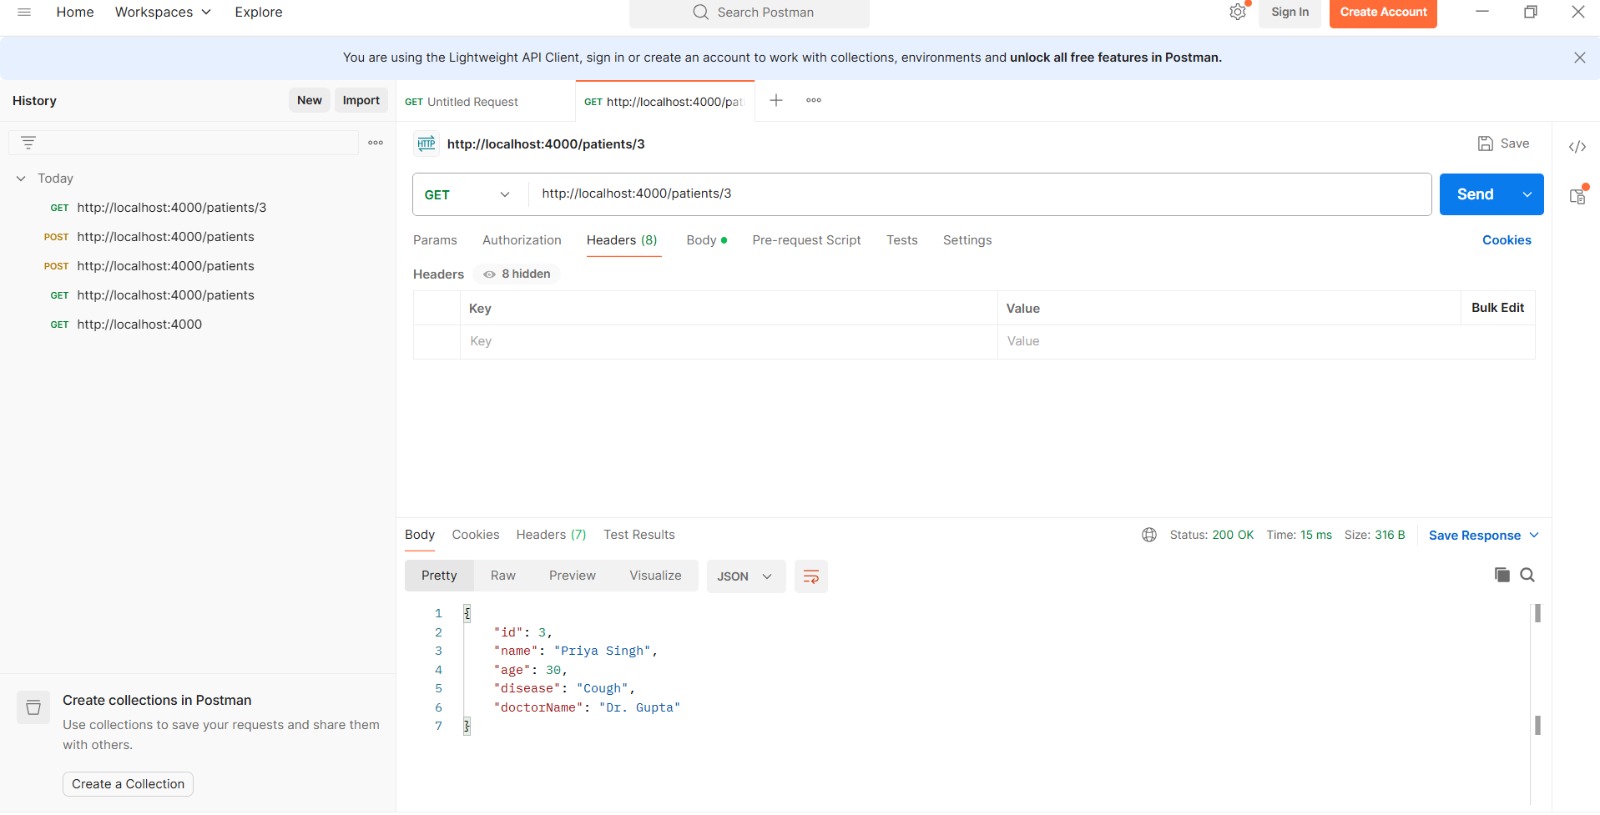 Home Workspaces Explore Search Postman Sign In Create Account
You are using the Lightweight API Client, sign in or create an account to work with collections, environments and unlock all free features in Postman.
History New Import
GET Untitled Request GET http://localhost:4000/pat
HTTP http://localhost:4000/patients/3 Save
Today
GET http://localhost:4000/patients/3
POST http://localhost:4000/patients
POST http://localhost:4000/patients
GET http://localhost:4000/patients
GET http://localhost:4000
GET http://localhost:4000/patients/3 Send
Params Authorization Headers (8) Body Pre-request Script Tests Settings Cookies
Headers 8 hidden
Key Value Bulk Edit
Key Value
Body Cookies Headers (7) Test Results Status: 200 OK Time: 15 ms Size: 316 B Save Response
Pretty Raw Preview Visualize JSON
1 {
2 "id": 3,
3 "name": "Priya Singh",
4 "age": 30,
5 "disease": "Cough",
6 "doctorName": "Dr. Gupta"
7 }
Create collections in Postman
Use collections to save your requests and share them
with others.
Create a Collection